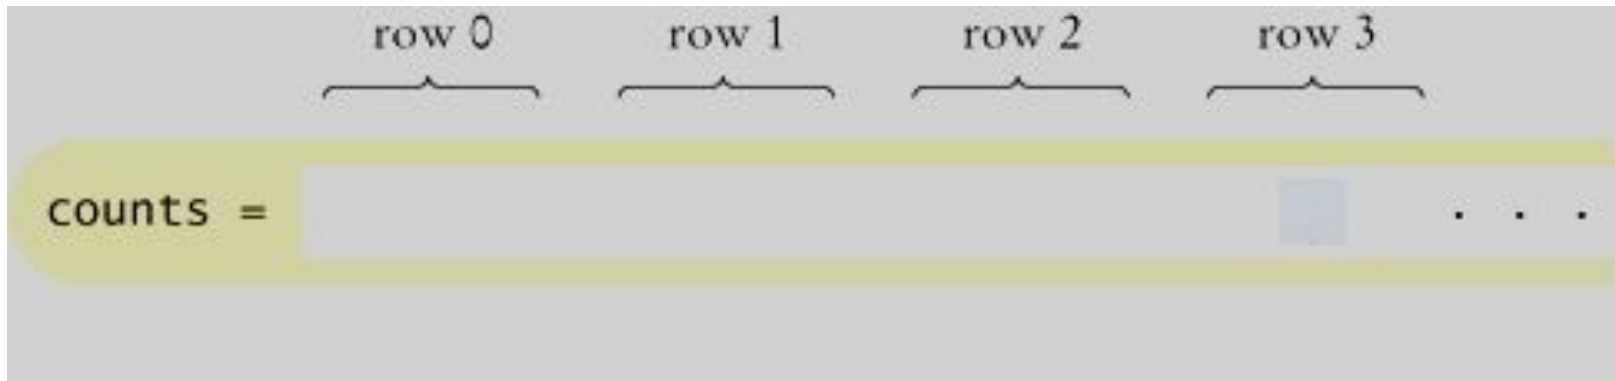 row 0 row 1 row 2 row 3
counts = . . .